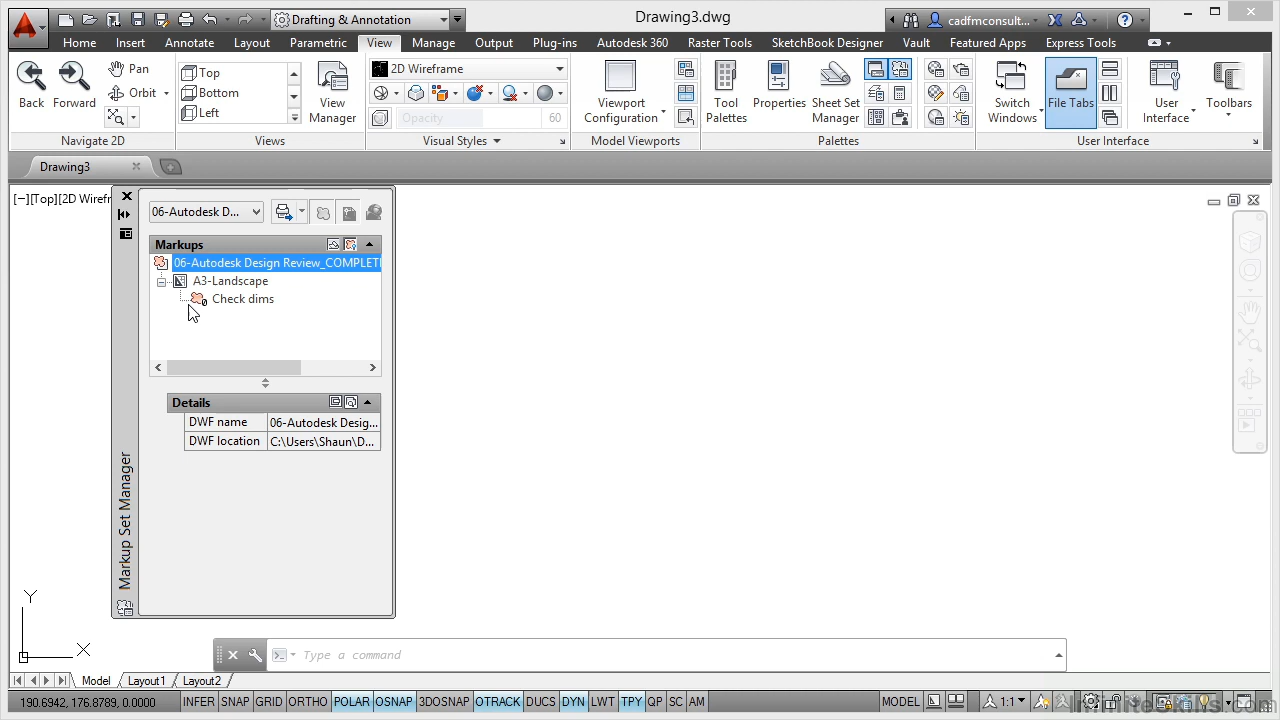 Drafting & Annotation
Drawing3.dwg
cadfmconsult...
Home Insert Annotate Layout Parametric View Manage Output Plug-ins Autodesk 360 Raster Tools SketchBook Designer Vault Featured Apps Express Tools
Back
Forward
Pan
Orbit
Navigate 2D
Top
Bottom
Left
View
Manager
Views
2D Wireframe
Opacity 60
Visual Styles
Viewport
Configuration
Model Viewports
Tool
Palettes
Properties
Sheet Set
Manager
Palettes
Switch
Windows
File Tabs
User
Interface
Toolbars
User Interface
Drawing3
[−][Top][2D Wirefr
06-Autodesk D...
Markups
06-Autodesk Design Review_COMPLETE
A3-Landscape
Check dims
Details
DWF name 06-Autodesk Desig...
DWF location C:\Users\Shaun\D...
Markup Set Manager
Y
X
Type a command
Model Layout1 Layout2
190.6942, 176.8789, 0.0000 INFER SNAP GRID ORTHO POLAR OSNAP 3DOSNAP OTRACK DUCS DYN LWT TPY QP SC AM MODEL 1:1
InfiniteSkills.com